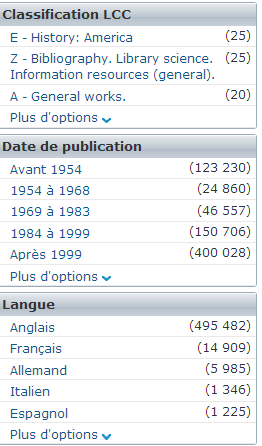 Classification LCC
E - History: America (25)
Z - Bibliography. Library science. (25)
Information resources (general).
A - General works. (20)
Plus d'options
Date de publication
Avant 1954 (123 230)
1954 à 1968 (24 860)
1969 à 1983 (46 557)
1984 à 1999 (150 706)
Après 1999 (400 028)
Plus d'options
Langue
Anglais (495 482)
Français (14 909)
Allemand (5 985)
Italien (1 346)
Espagnol (1 225)
Plus d'options